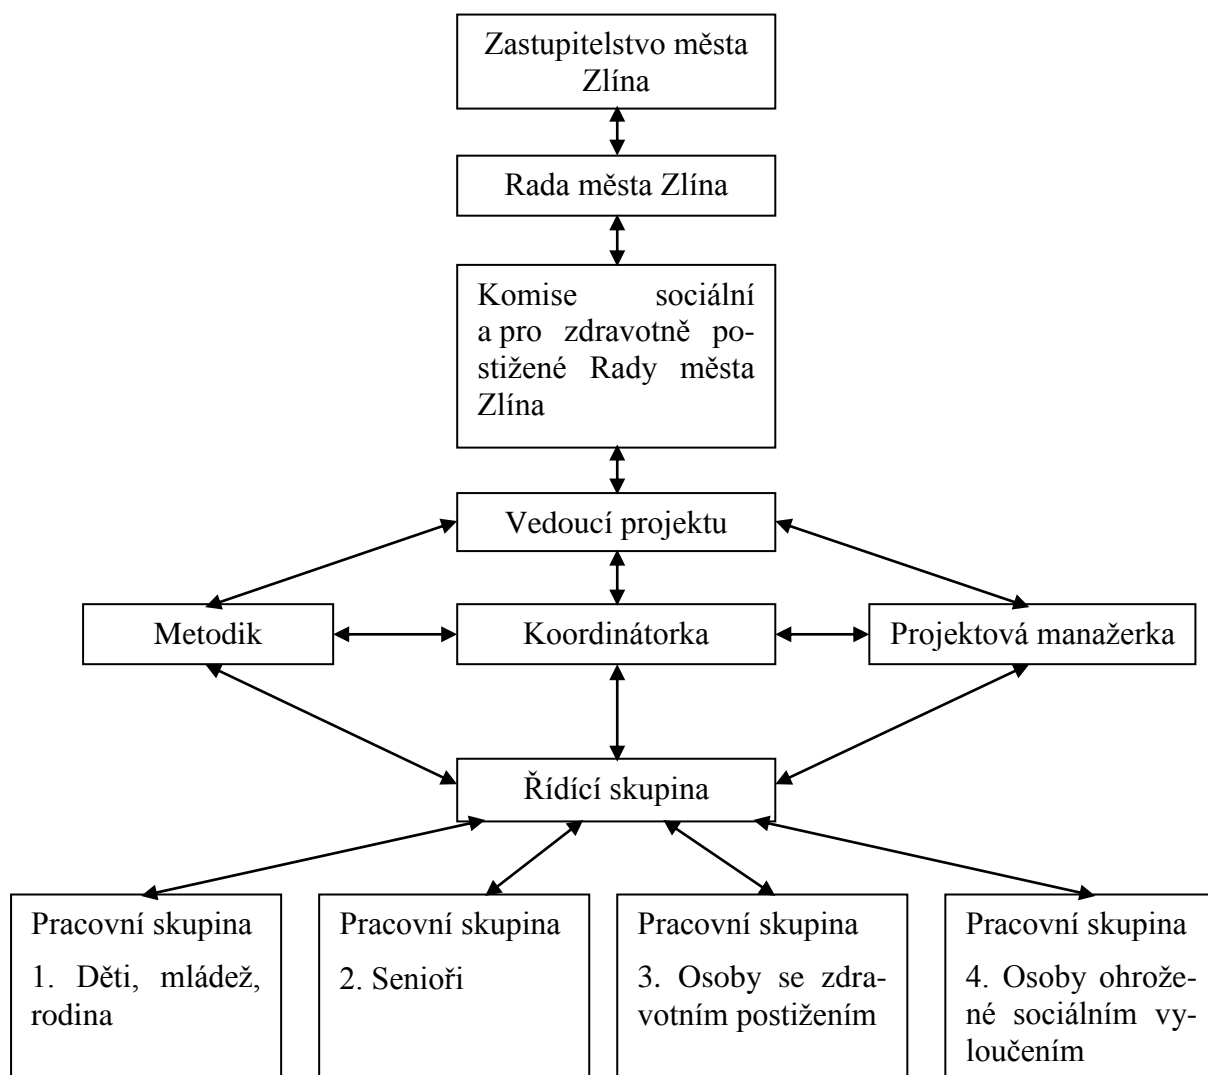 Zastupitelstvo města
Zlína
Rada města Zlína
Komise sociální
a pro zdravotně po-
stižené Rady města
Zlína
Vedoucí projektu
Metodik
Koordinátorka
Projektová manažerka
Řídící skupina
Pracovní skupina
1. Děti, mládež,
rodina
Pracovní skupina
2. Senioři
Pracovní skupina
3. Osoby se zdra-
votním postižením
Pracovní skupina
4. Osoby ohrože-
né sociálním vy-
loučením